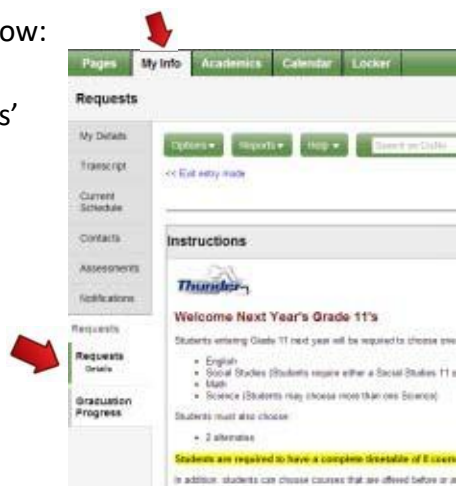 ow:
s’
Pages My Info Academics Calendar Locker
Requests
My Details
Transcript
Current
Schedule
Contacts
Assessments
Notifications
Requests
Requests
Details
Graduation
Progress
Options Reports Help Search on
<< Exit entry mode
Instructions
Thunder
Welcome Next Year's Grade 11's
Students entering Grade 11 next year will be required to choose one
English
Social Studies (Students require either a Social Studies 11
Math
Science (Students may choose more than one Science)
Students must also choose:
2 alternates
Students are required to have a complete timetable of 8
In addition, students can choose courses that are offered before or